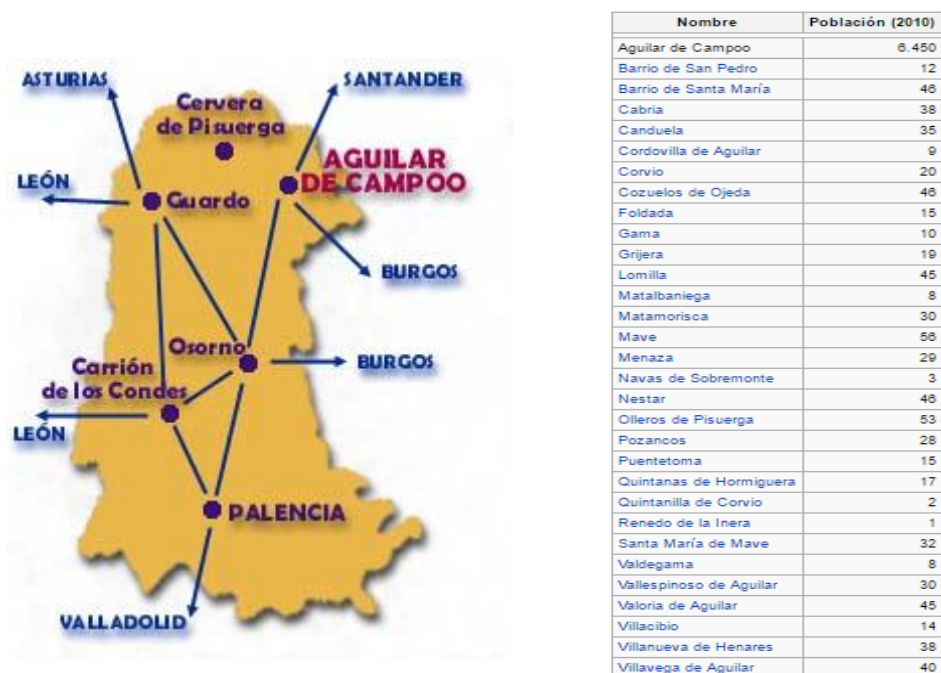 ASTURIAS
SANTANDER
Cervera
de Pisuerga
AGUILAR
DE CAMPOO
LEÓN
Guardo
BURGOS
Osorno
BURGOS
Carrión
de los Condes
LEÓN
PALENCIA
VALLADOLID
Nombre Población (2010)
Aguilar de Campoo 6.450
Barrio de San Pedro 12
Barrio de Santa María 46
Cabria 38
Canduela 35
Cordovilla de Aguilar 9
Corvio 20
Cozuelos de Ojeda 46
Foldada 15
Gama 10
Grijera 19
Lomilla 45
Matalbaniega 8
Matamorisca 30
Mave 56
Menaza 29
Navas de Sobremonte 3
Nestar 46
Olleros de Pisuerga 53
Pozancos 28
Puentetoma 15
Quintanas de Hormiguera 17
Quintanilla de Corvio 2
Renedo de la Inera 1
Santa María de Mave 32
Valdegama 8
Vallespinoso de Aguilar 30
Valoria de Aguilar 45
Villacibio 14
Villanueva de Henares 38
Villavega de Aguilar 40